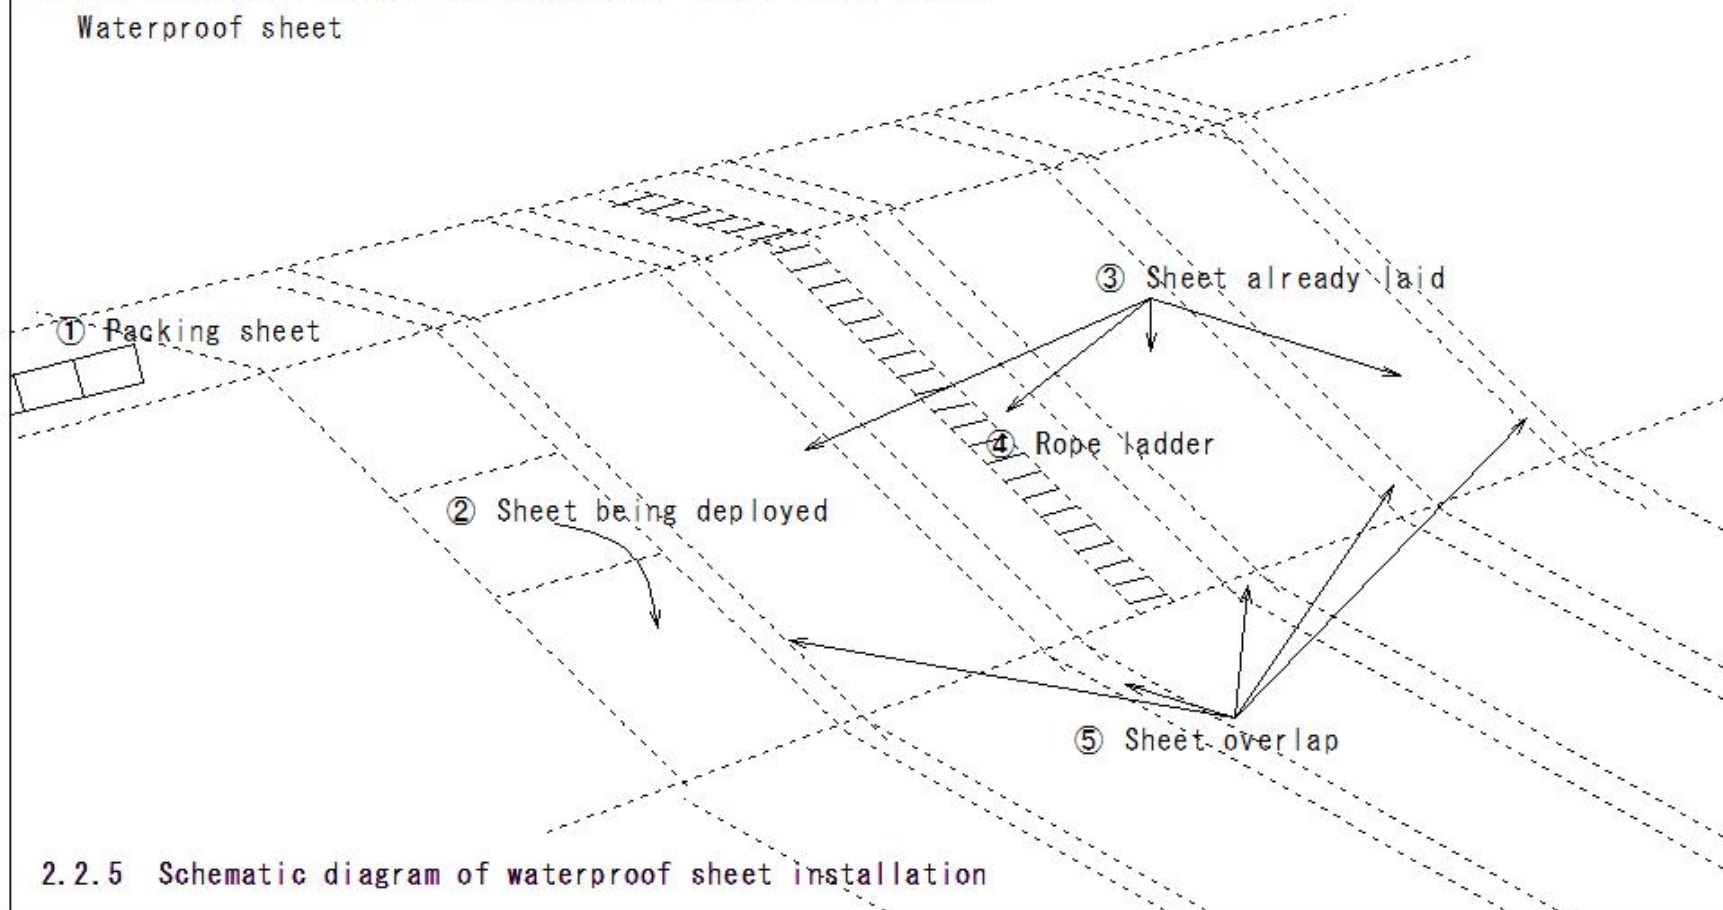 Waterproof sheet
③ Sheet already laid
① Packing sheet
④ Rope ladder
② Sheet being deployed
⑤ Sheet overlap
2.2.5 Schematic diagram of waterproof sheet installation